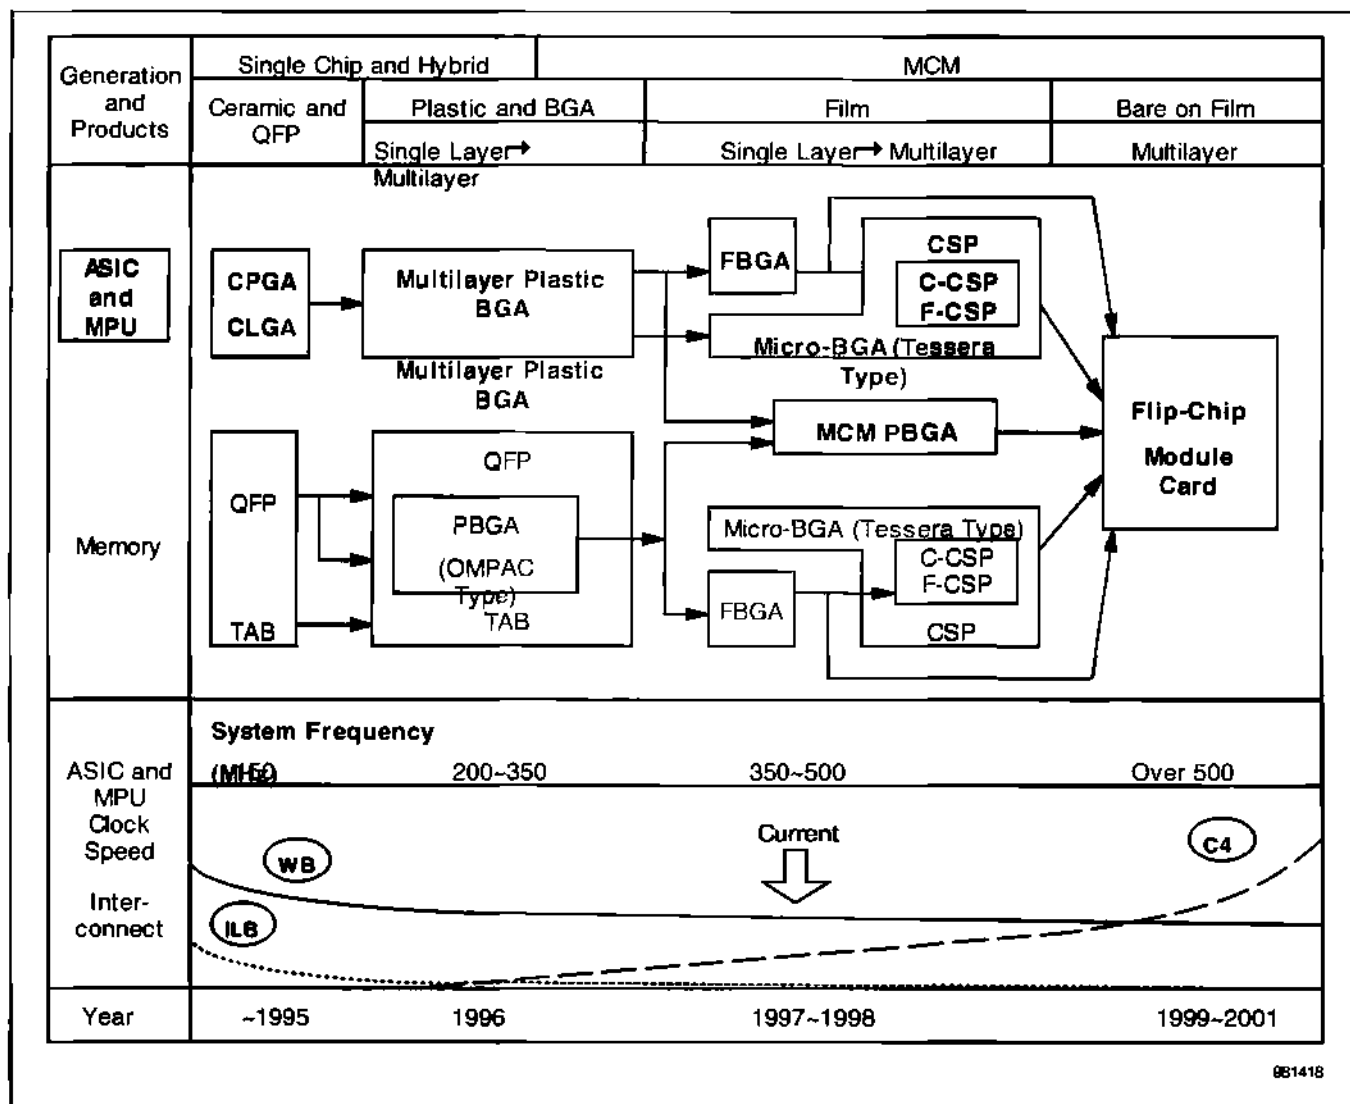 Generation
and
Products
Single Chip and Hybrid
MCM
Ceramic and
QFP
Plastic and BGA
Film
Bare on Film
Single Layer→
Multilayer
Single Layer→ Multilayer
Multilayer
ASIC
and
MPU
CPGA
CLGA
Multilayer Plastic
BGA
Multilayer Plastic
BGA
FBGA
CSP
C-CSP
F-CSP
Micro-BGA (Tessera
Type)
MCM PBGA
Flip-Chip
Module
Card
Memory
QFP
TAB
QFP
PBGA
(OMPAC
Type)
TAB
Micro-BGA (Tessera Type)
C-CSP
F-CSP
FBGA
CSP
ASIC and
MPU
Clock
Speed
System Frequency
(MHz)
~150
200~350
350~500
Over 500
Inter-
connect
WB
ILB
Current
C4
Year
~1995
1996
1997~1998
1999~2001
981418